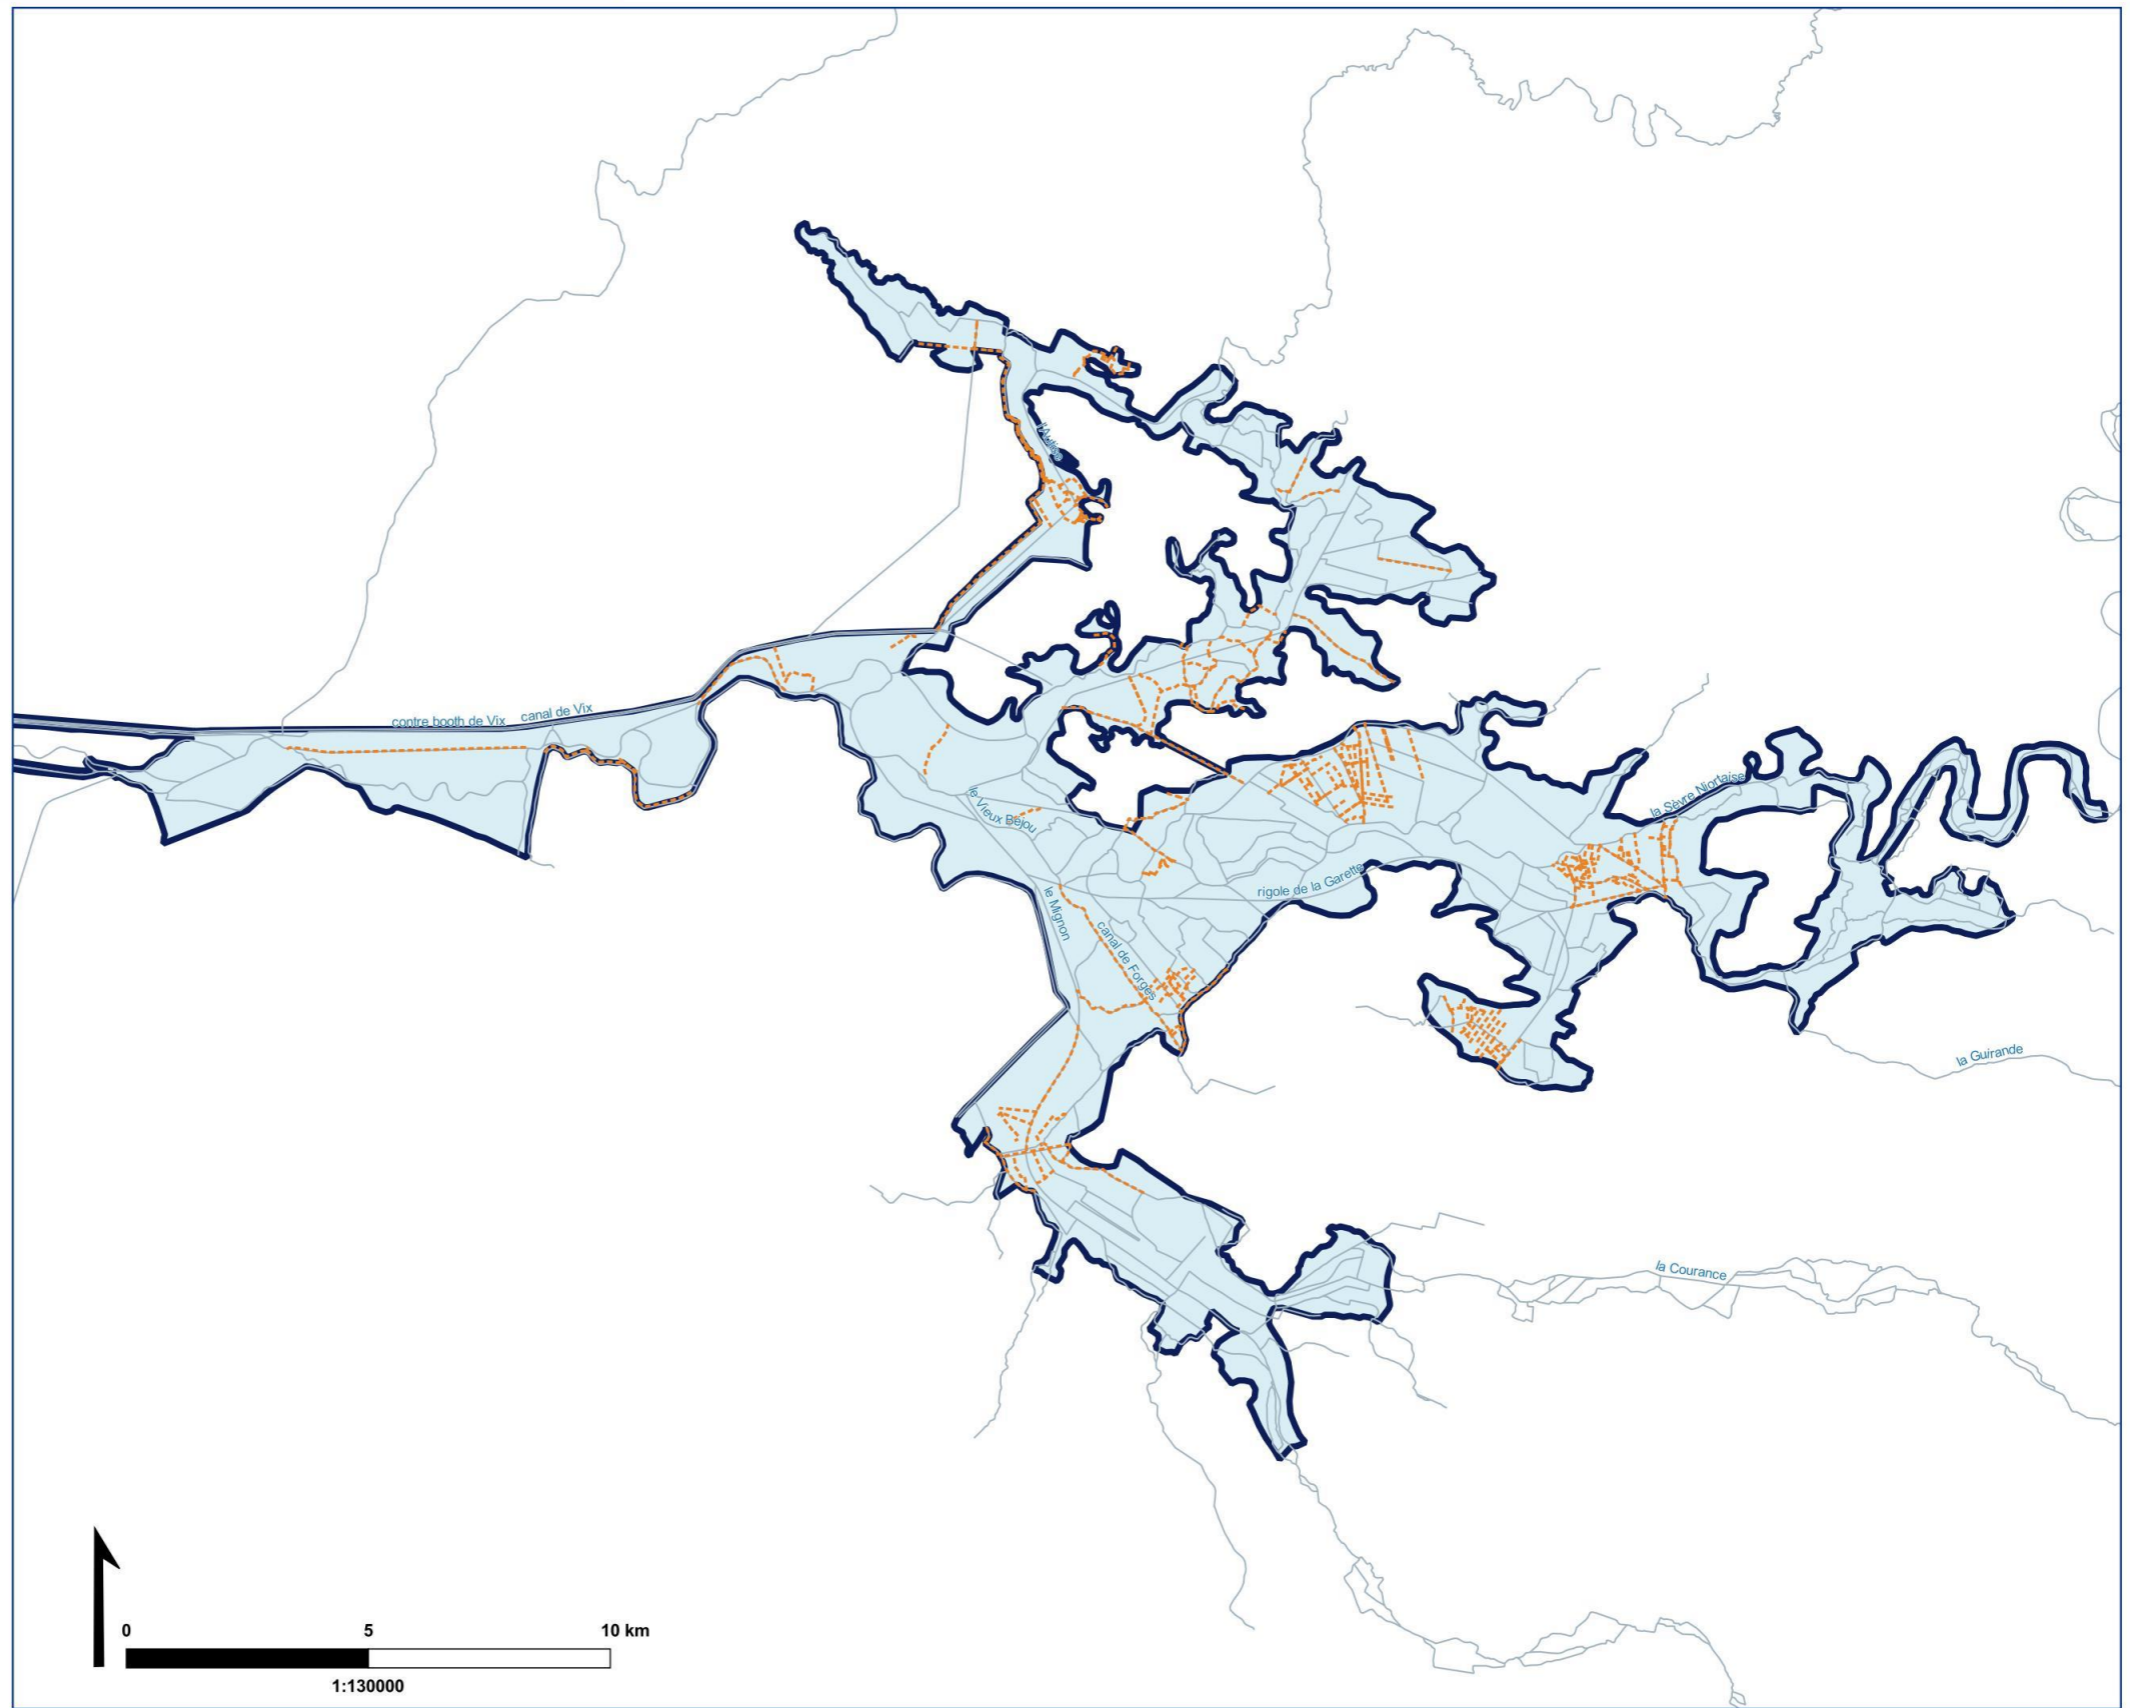 l'Autise
contre booth de Vix
canal de Vix
le Vieux Béjou
la Sèvre Niortaise
rigole de la Garette
le Mignon
canal de Forges
la Guirande
la Courance
0 5 10 km
1:130000